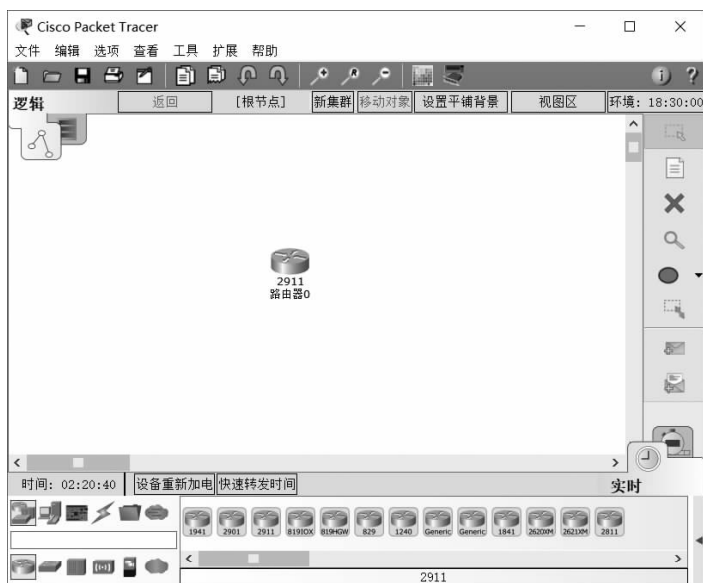 Cisco Packet Tracer
文件 编辑 选项 查看 工具 扩展 帮助
逻辑 返回 [根节点] 新集群 移动对象 设置平铺背景 视图区 环境: 18:30:00
2911
路由器0
时间: 02:20:40 设备重新加电 快速转发时间 实时
1941 2901 2911 819IOX 819HGW 829 1240 Generic Generic 1841 2620XM 2621XM 2811
2911